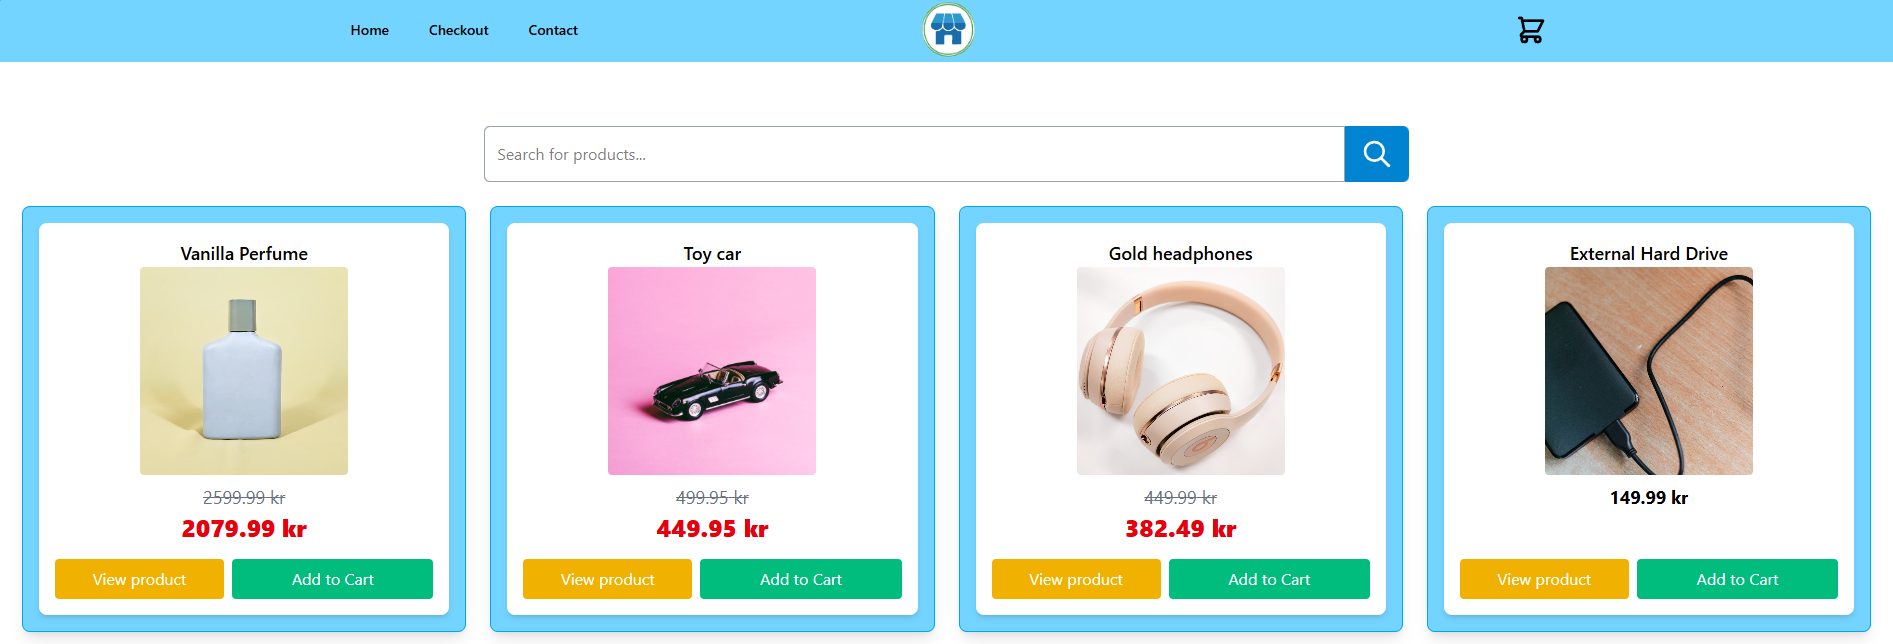 Home Checkout Contact
Search for products...
Vanilla Perfume
2599.99 kr
2079.99 kr
View product Add to Cart
Toy car
499.95 kr
449.95 kr
View product Add to Cart
Gold headphones
449.99 kr
382.49 kr
View product Add to Cart
External Hard Drive
149.99 kr
View product Add to Cart